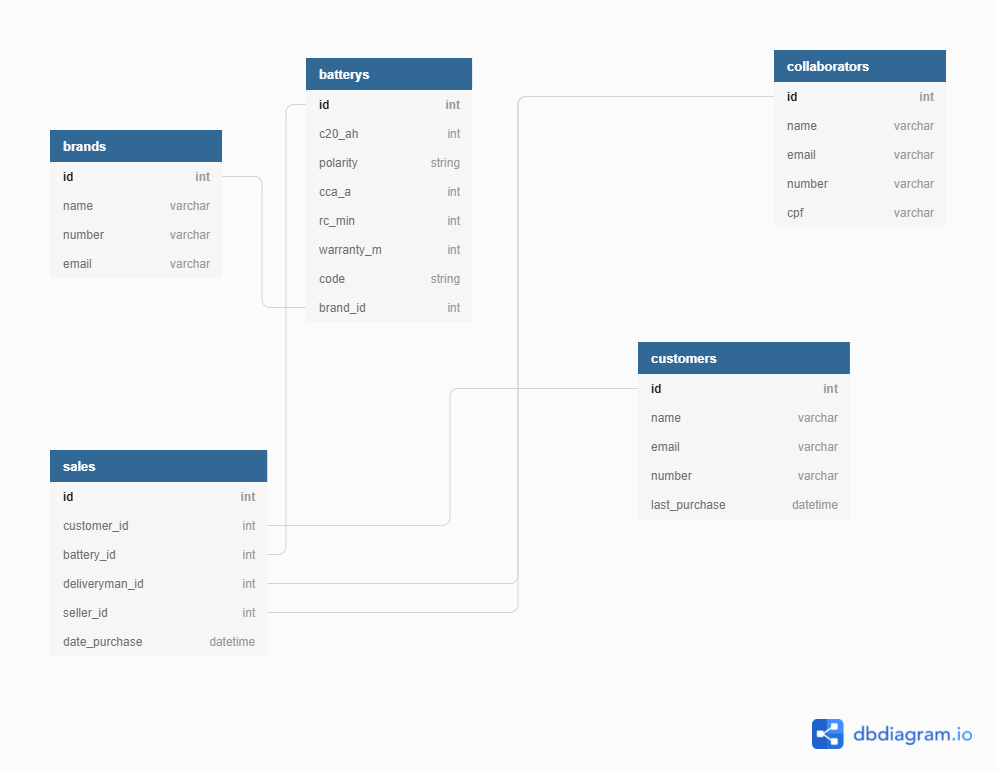 batterys
id int
c20_ah int
polarity string
cca_a int
rc_min int
warranty_m int
code string
brand_id int
collaborators
id int
name varchar
email varchar
number varchar
cpf varchar
brands
id int
name varchar
number varchar
email varchar
customers
id int
name varchar
email varchar
number varchar
last_purchase datetime
sales
id int
customer_id int
battery_id int
deliveryman_id int
seller_id int
date_purchase datetime
dbdiagram.io